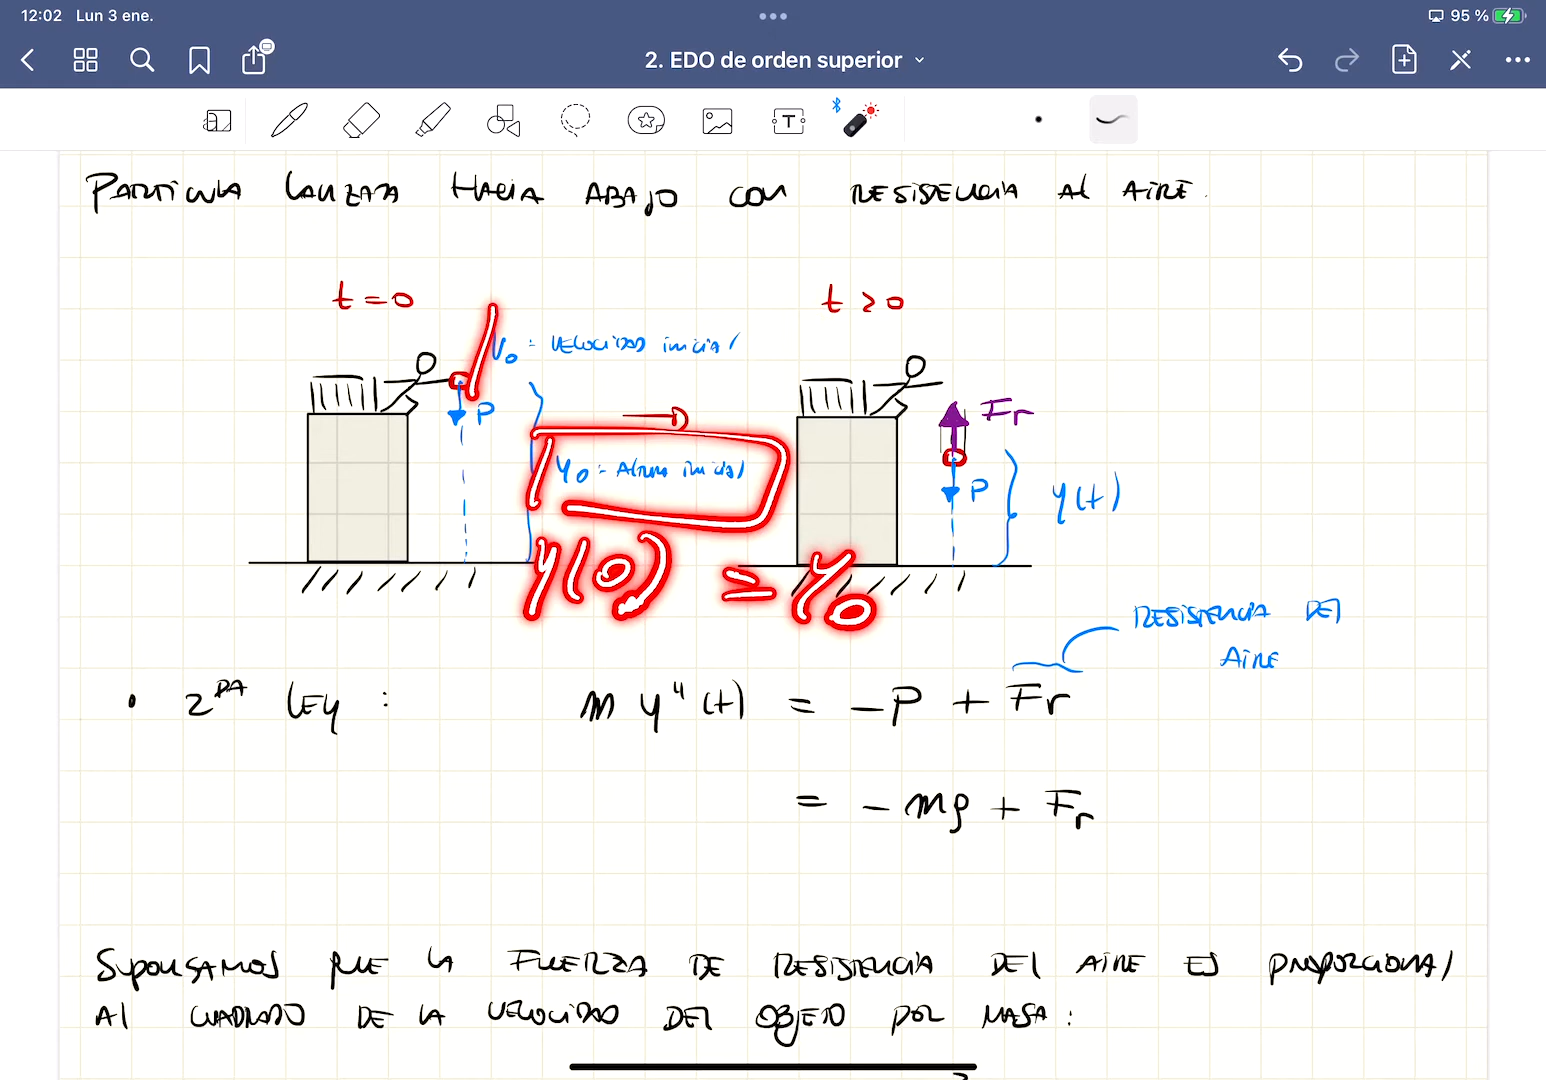 12:02 Lun 3 ene.
95 %
2. EDO de orden superior
T
PARTÍCULA LANZADA HACIA ABAJO CON RESISTENCIA AL AIRE.
t = 0
t ≥ 0
V₀ = VELOCIDAD INICIAL
P
Fr
y₀ = ALTURA INICIAL
P
y(t)
y(0) = y₀
RESISTENCIA DEL
AIRE
• 2DA LEY : m y"(t) = - P + Fr
= - mg + Fr
SUPONGAMOS QUE LA FUERZA DE RESISTENCIA DEL AIRE ES PROPORCIONAL
AL CUADRADO DE LA VELOCIDAD DEL OBJETO POR MASA :